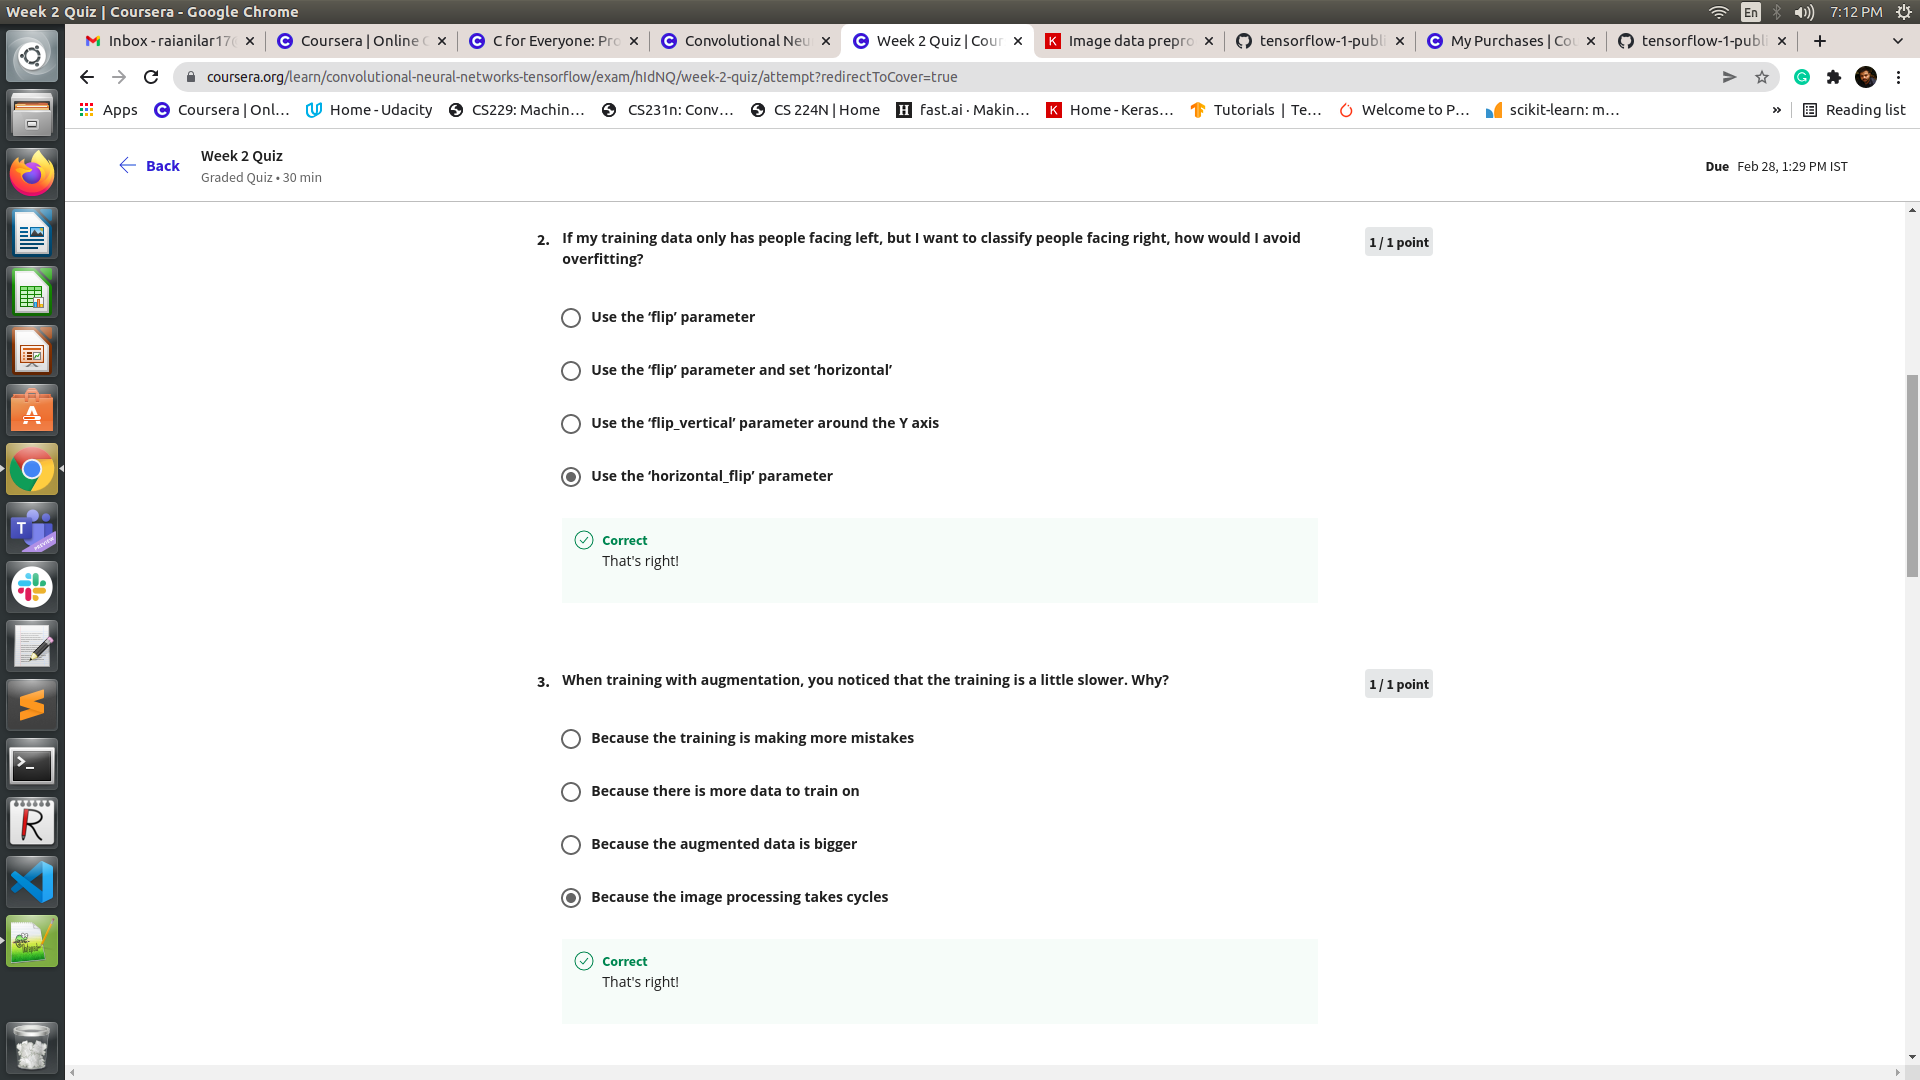 Week 2 Quiz | Coursera - Google Chrome
En
7:12 PM
Inbox - raianilar17
Coursera | Online
C for Everyone: Pro
Convolutional Neu
Week 2 Quiz | Cour
Image data prepro
tensorflow-1-publ
My Purchases | Co
tensorflow-1-publ
coursera.org/learn/convolutional-neural-networks-tensorflow/exam/hIdNQ/week-2-quiz/attempt?redirectToCover=true
Apps
Coursera | Onl...
Home - Udacity
CS229: Machin...
CS231n: Conv...
CS 224N | Home
fast.ai · Makin...
Home - Keras...
Tutorials | Te...
Welcome to P...
scikit-learn: m...
»
Reading list
Back
Week 2 Quiz
Graded Quiz • 30 min
Due Feb 28, 1:29 PM IST
2. If my training data only has people facing left, but I want to classify people facing right, how would I avoid
overfitting?
1 / 1 point
Use the ‘flip’ parameter
Use the ‘flip’ parameter and set ‘horizontal’
Use the ‘flip_vertical’ parameter around the Y axis
Use the ‘horizontal_flip’ parameter
Correct
That's right!
3. When training with augmentation, you noticed that the training is a little slower. Why?
1 / 1 point
Because the training is making more mistakes
Because there is more data to train on
Because the augmented data is bigger
Because the image processing takes cycles
Correct
That's right!